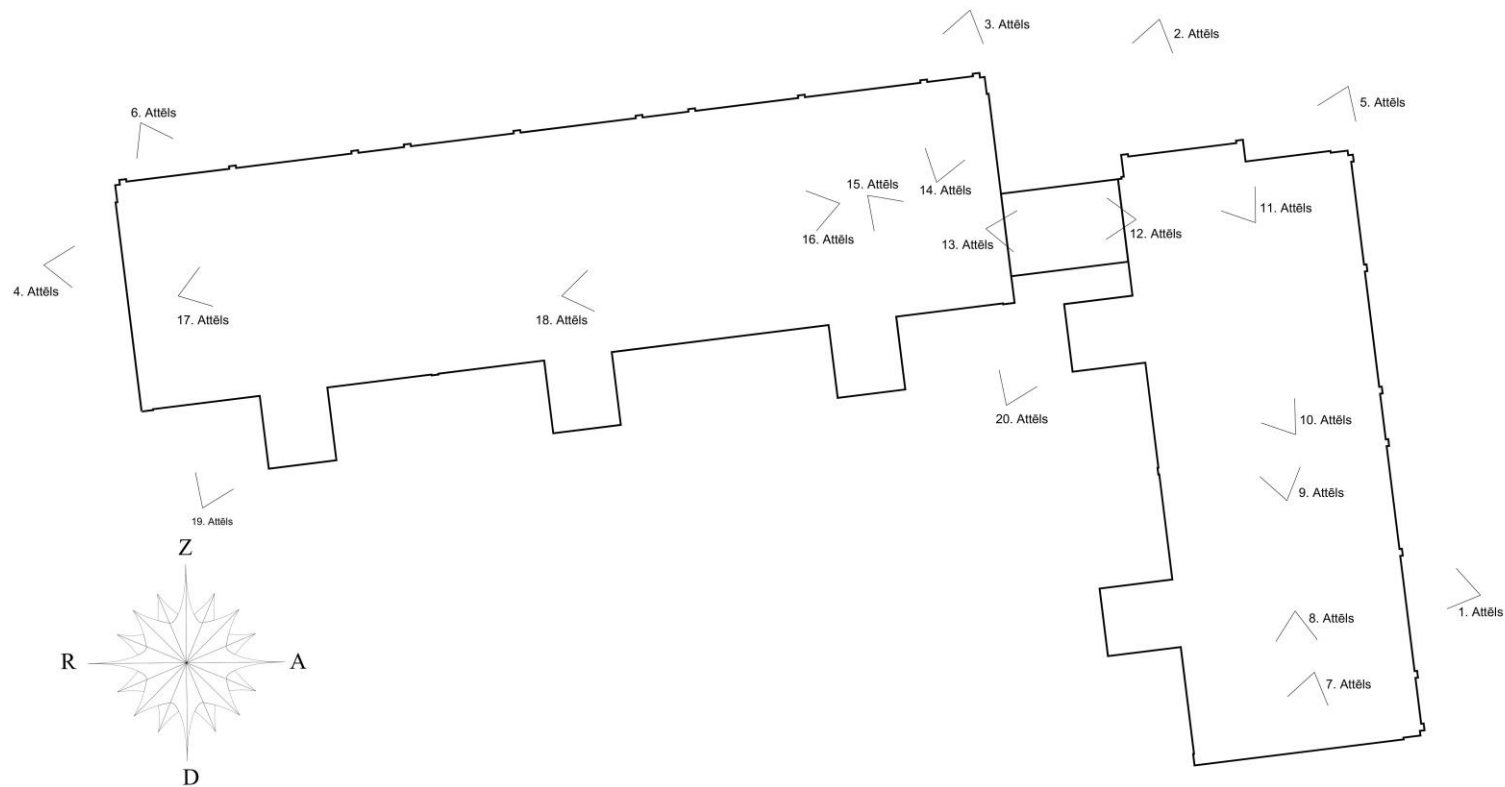 3. Attēls
2. Attēls
5. Attēls
6. Attēls
15. Attēls
14. Attēls
11. Attēls
16. Attēls
13. Attēls
12. Attēls
4. Attēls
17. Attēls
18. Attēls
20. Attēls
10. Attēls
9. Attēls
19. Attēls
Z
1. Attēls
8. Attēls
R
A
7. Attēls
D